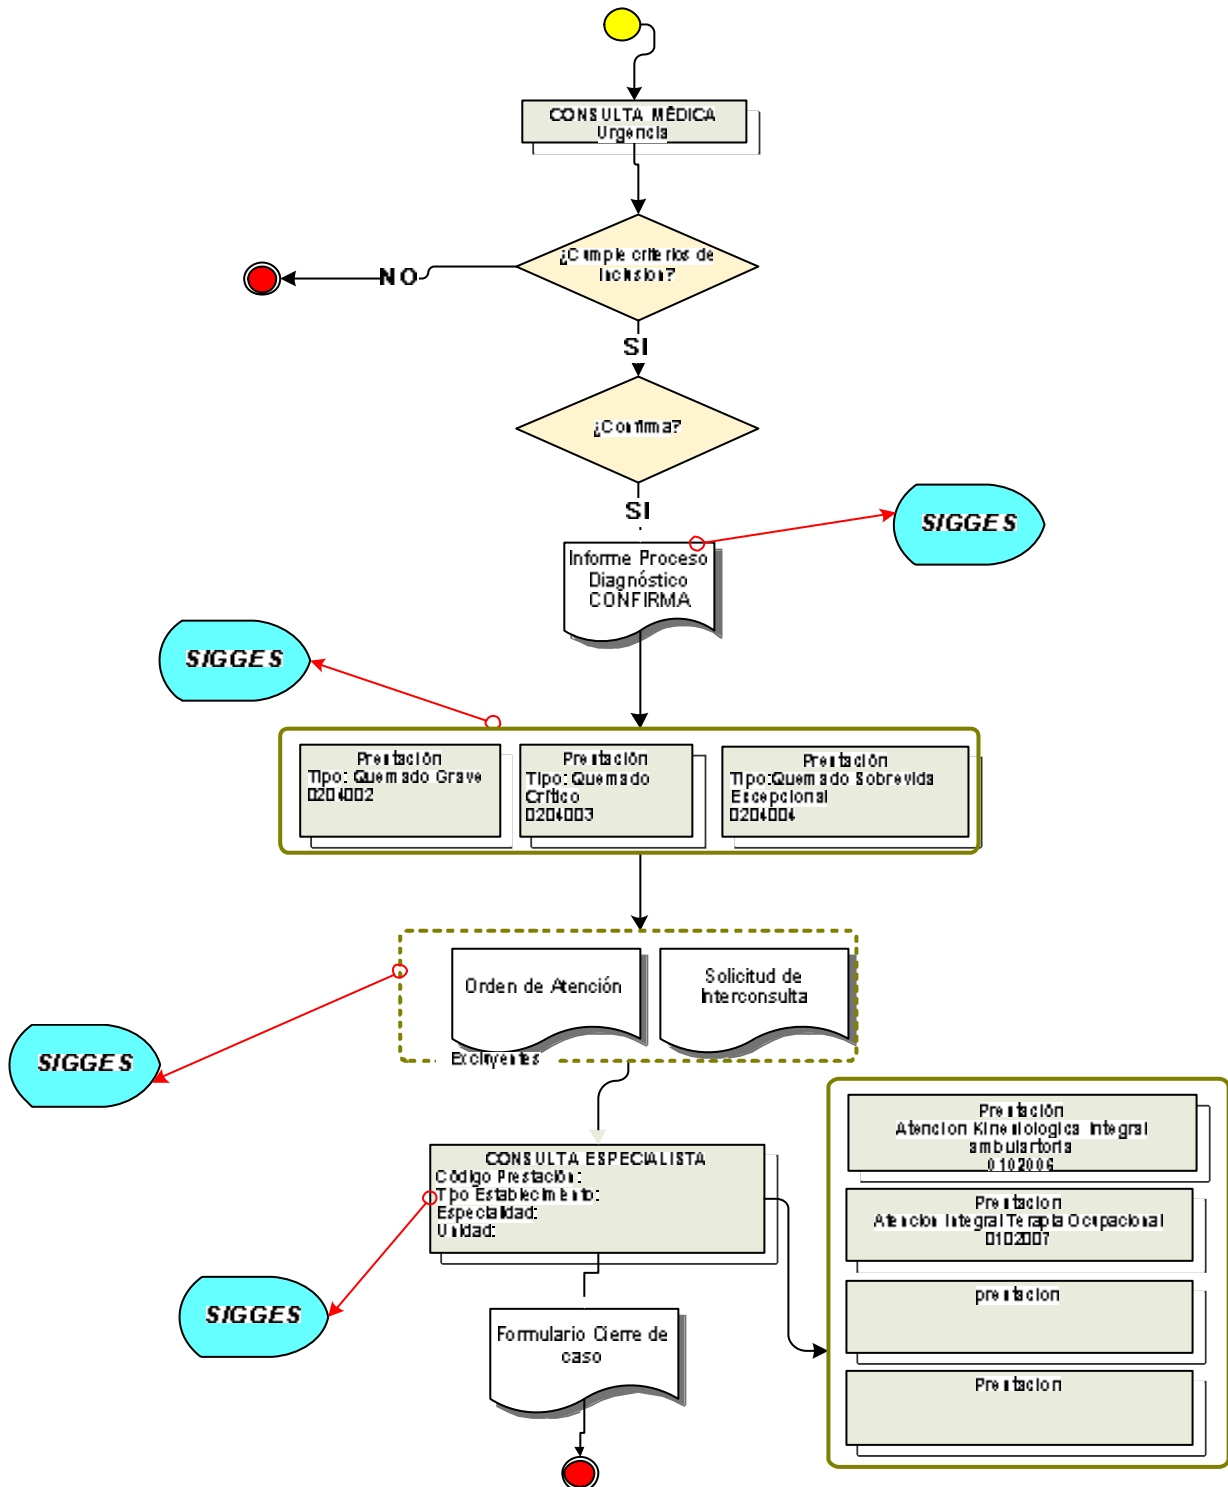 CONSULTA MÉDICA
Urgencia
¿Cumple criterios de
inclusion?
NO
SI
¿Confirma?
SI
SIGGES
Informe Proceso
Diagnóstico
CONFIRMA
SIGGES
Prestación
Tipo: Quemado Grave
0204002
Prestación
Tipo: Quemado
Crítico
0204003
Prestación
Tipo:Quemado Sobrevida
Escepcional
0204004
Orden de Atención
Solicitud de
Interconsulta
Excluyentes
SIGGES
CONSULTA ESPECIALISTA
Código Prestación:
Tipo Establecimiento:
Especialidad:
Unidad:
SIGGES
Prestación
Atencion Kinesiologica Integral
ambulartoria
0102006
Prestacion
Atencion Integral Terapia Ocupacional
0102007
prestacion
Prestacion
Formulario Cierre de
caso